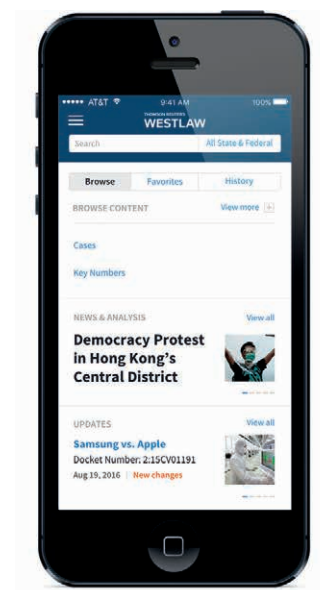 AT&T 9:41 AM 100%
THOMSON REUTERS
WESTLAW
Search All State & Federal
Browse Favorites History
BROWSE CONTENT View more
Cases
Key Numbers
NEWS & ANALYSIS View all
Democracy Protest
in Hong Kong's
Central District
UPDATES View all
Samsung vs. Apple
Docket Number: 2:15CV01191
Aug 19, 2016 | New changes